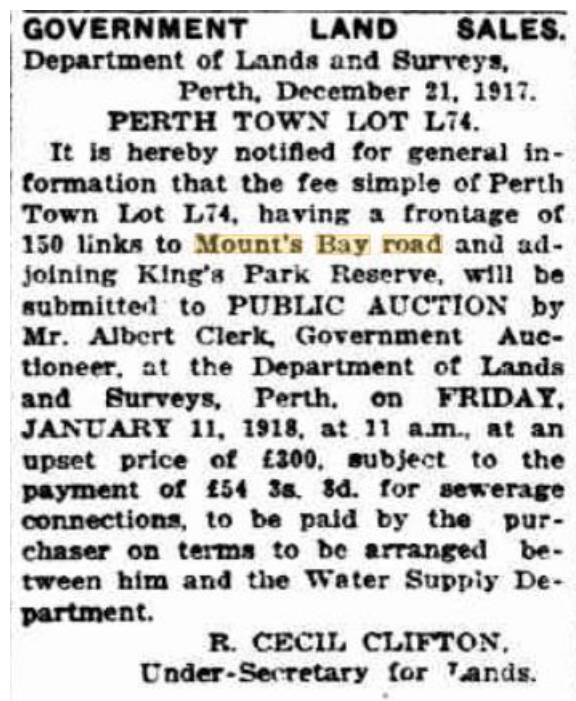 GOVERNMENT LAND SALES.
Department of Lands and Surveys,
Perth, December 21, 1917.
PERTH TOWN LOT L74.
It is hereby notified for general in-
formation that the fee simple of Perth
Town Lot L74, having a frontage of
150 links to Mount's Bay road and ad-
joining King's Park Reserve, will be
submitted to PUBLIC AUCTION by
Mr. Albert Clerk, Government Auc-
tioneer, at the Department of Lands
and Surveys, Perth, on FRIDAY,
JANUARY 11, 1918, at 11 a.m., at an
upset price of £300, subject to the
payment of £54 3s. 8d. for sewerage
connections, to be paid by the pur-
chaser on terms to be arranged be-
tween him and the Water Supply De-
partment.
R. CECIL CLIFTON,
Under-Secretary for Lands.